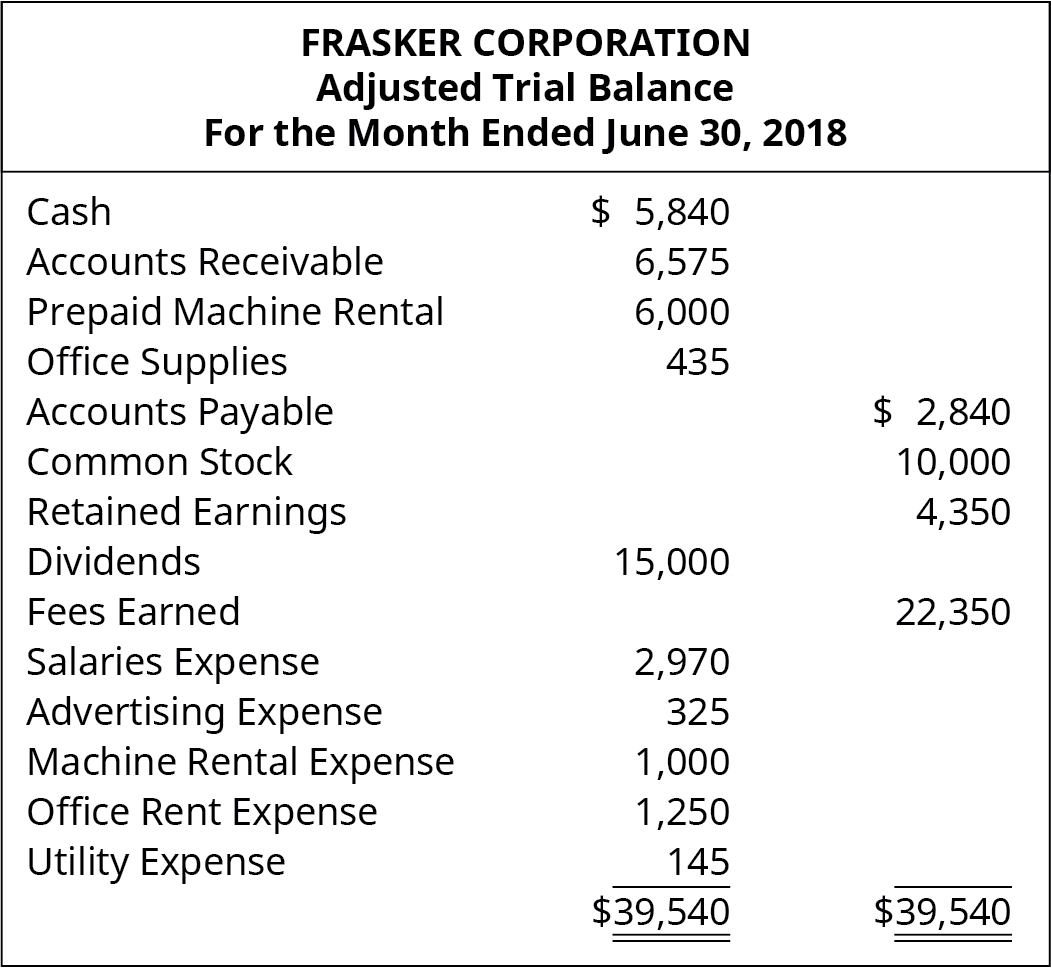 FRASKER CORPORATION
Adjusted Trial Balance
For the Month Ended June 30, 2018
Cash $ 5,840
Accounts Receivable 6,575
Prepaid Machine Rental 6,000
Office Supplies 435
Accounts Payable $ 2,840
Common Stock 10,000
Retained Earnings 4,350
Dividends 15,000
Fees Earned 22,350
Salaries Expense 2,970
Advertising Expense 325
Machine Rental Expense 1,000
Office Rent Expense 1,250
Utility Expense 145
$39,540 $39,540